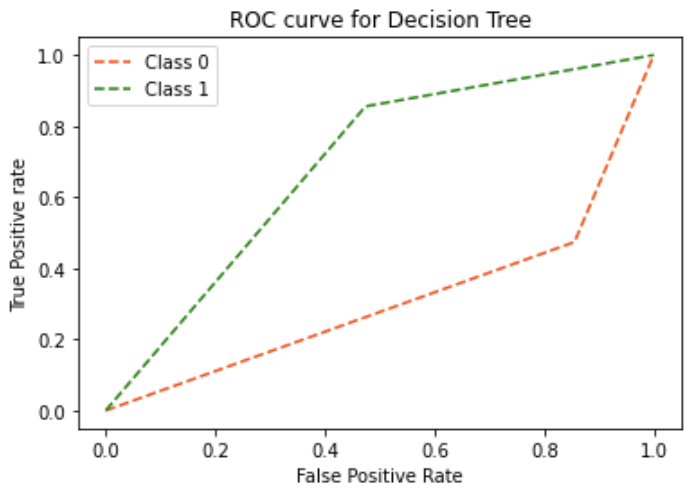 ROC curve for Decision Tree
Class 0
Class 1
True Positive rate
1.0
0.8
0.6
0.4
0.2
0.0
0.0 0.2 0.4 0.6 0.8 1.0
False Positive Rate